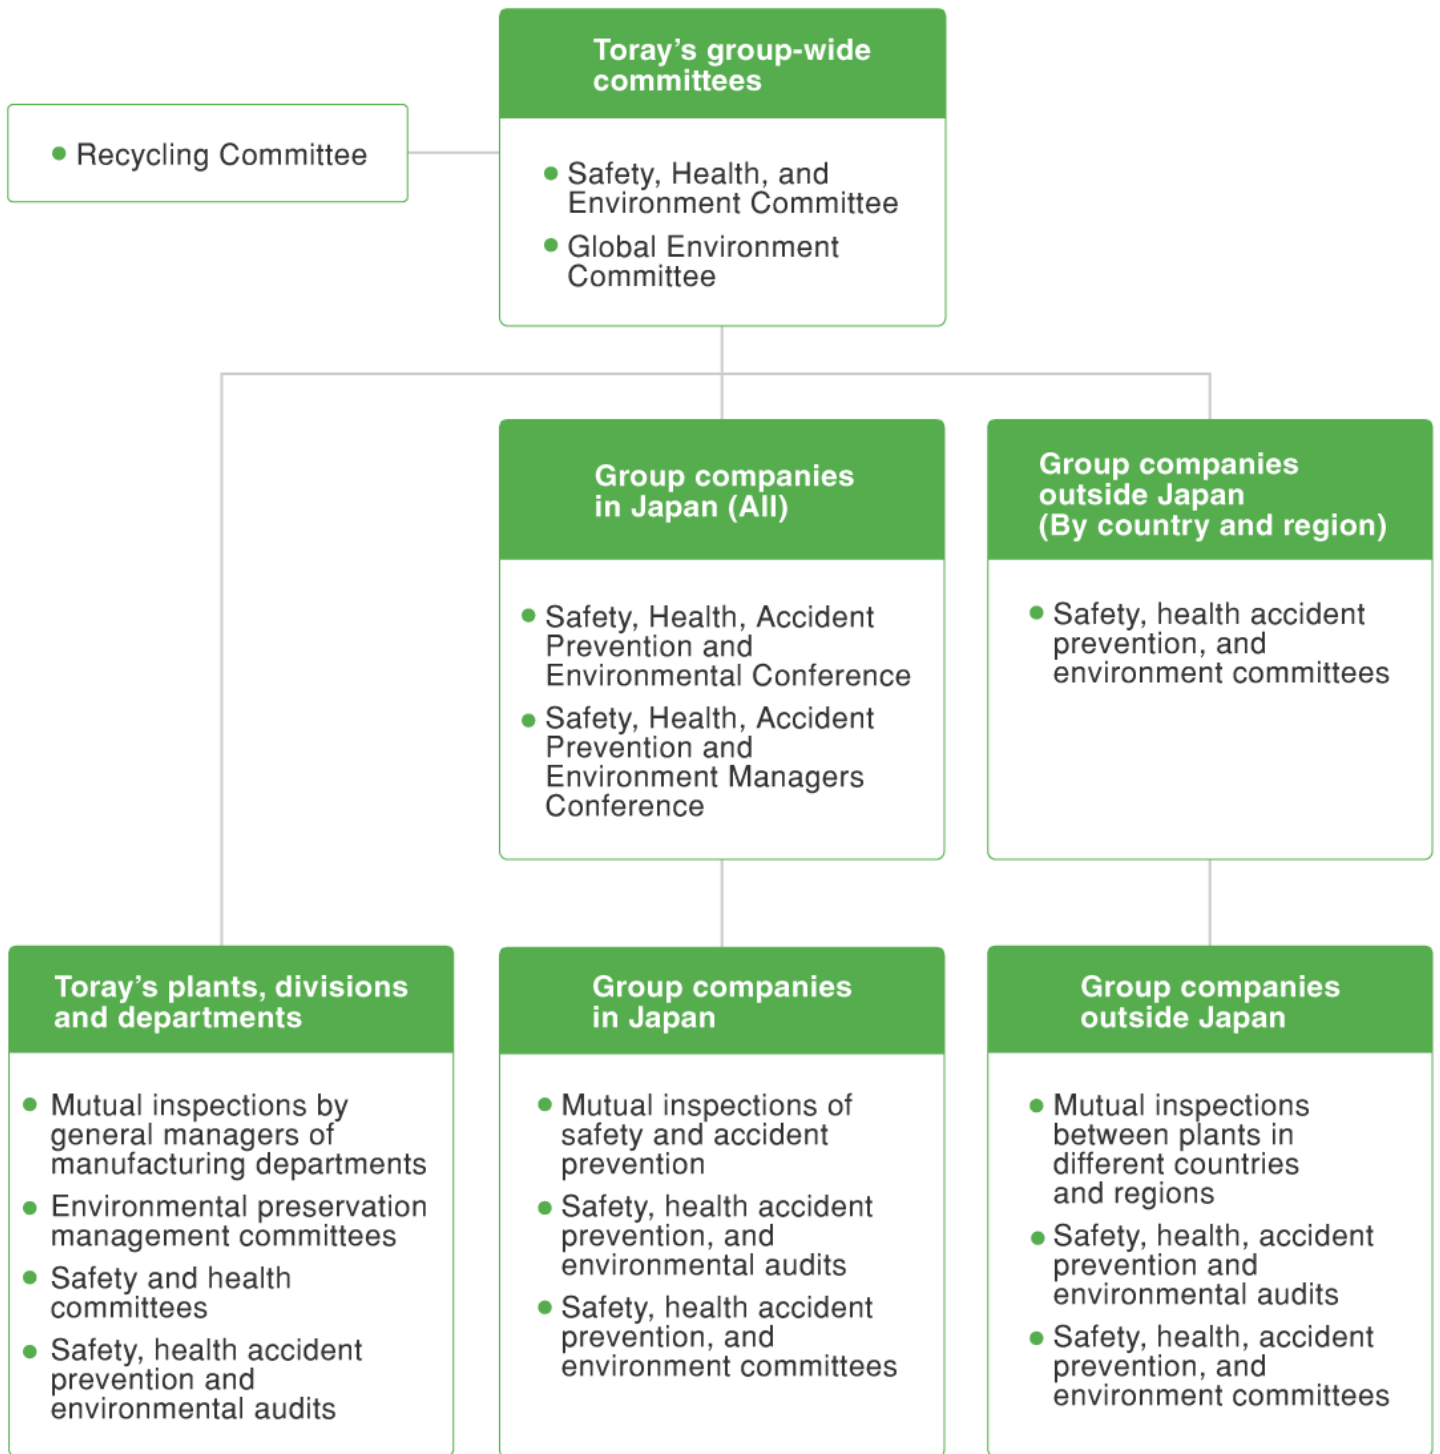 Toray’s group-wide
committees
• Recycling Committee
• Safety, Health, and
Environment Committee
• Global Environment
Committee
Group companies
in Japan (All)
• Safety, Health, Accident
Prevention and
Environmental Conference
• Safety, Health, Accident
Prevention and
Environment Managers
Conference
Group companies
outside Japan
(By country and region)
• Safety, health accident
prevention, and
environment committees
Toray’s plants, divisions
and departments
• Mutual inspections by
general managers of
manufacturing departments
• Environmental preservation
management committees
• Safety and health
committees
• Safety, health accident
prevention and
environmental audits
Group companies
in Japan
• Mutual inspections of
safety and accident
prevention
• Safety, health accident
prevention, and
environmental audits
• Safety, health accident
prevention, and
environment committees
Group companies
outside Japan
• Mutual inspections
between plants in
different countries
and regions
• Safety, health, accident
prevention and
environmental audits
• Safety, health, accident
prevention, and
environment committees